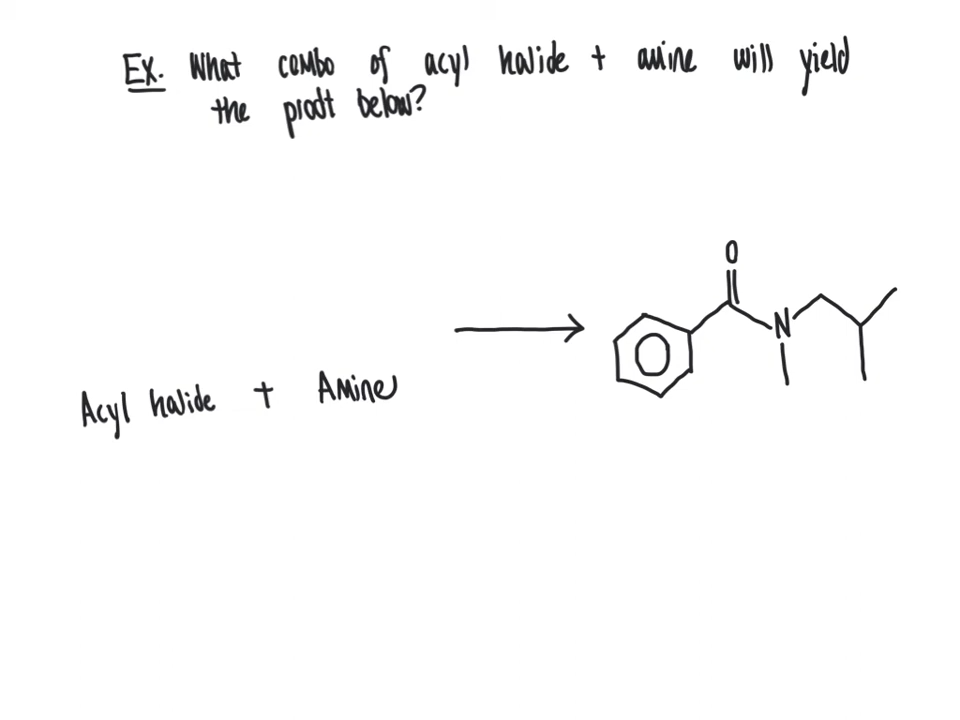 Ex. What combo of acyl halide + amine will yield
the prodt below?
O
N
Acyl halide + Amine